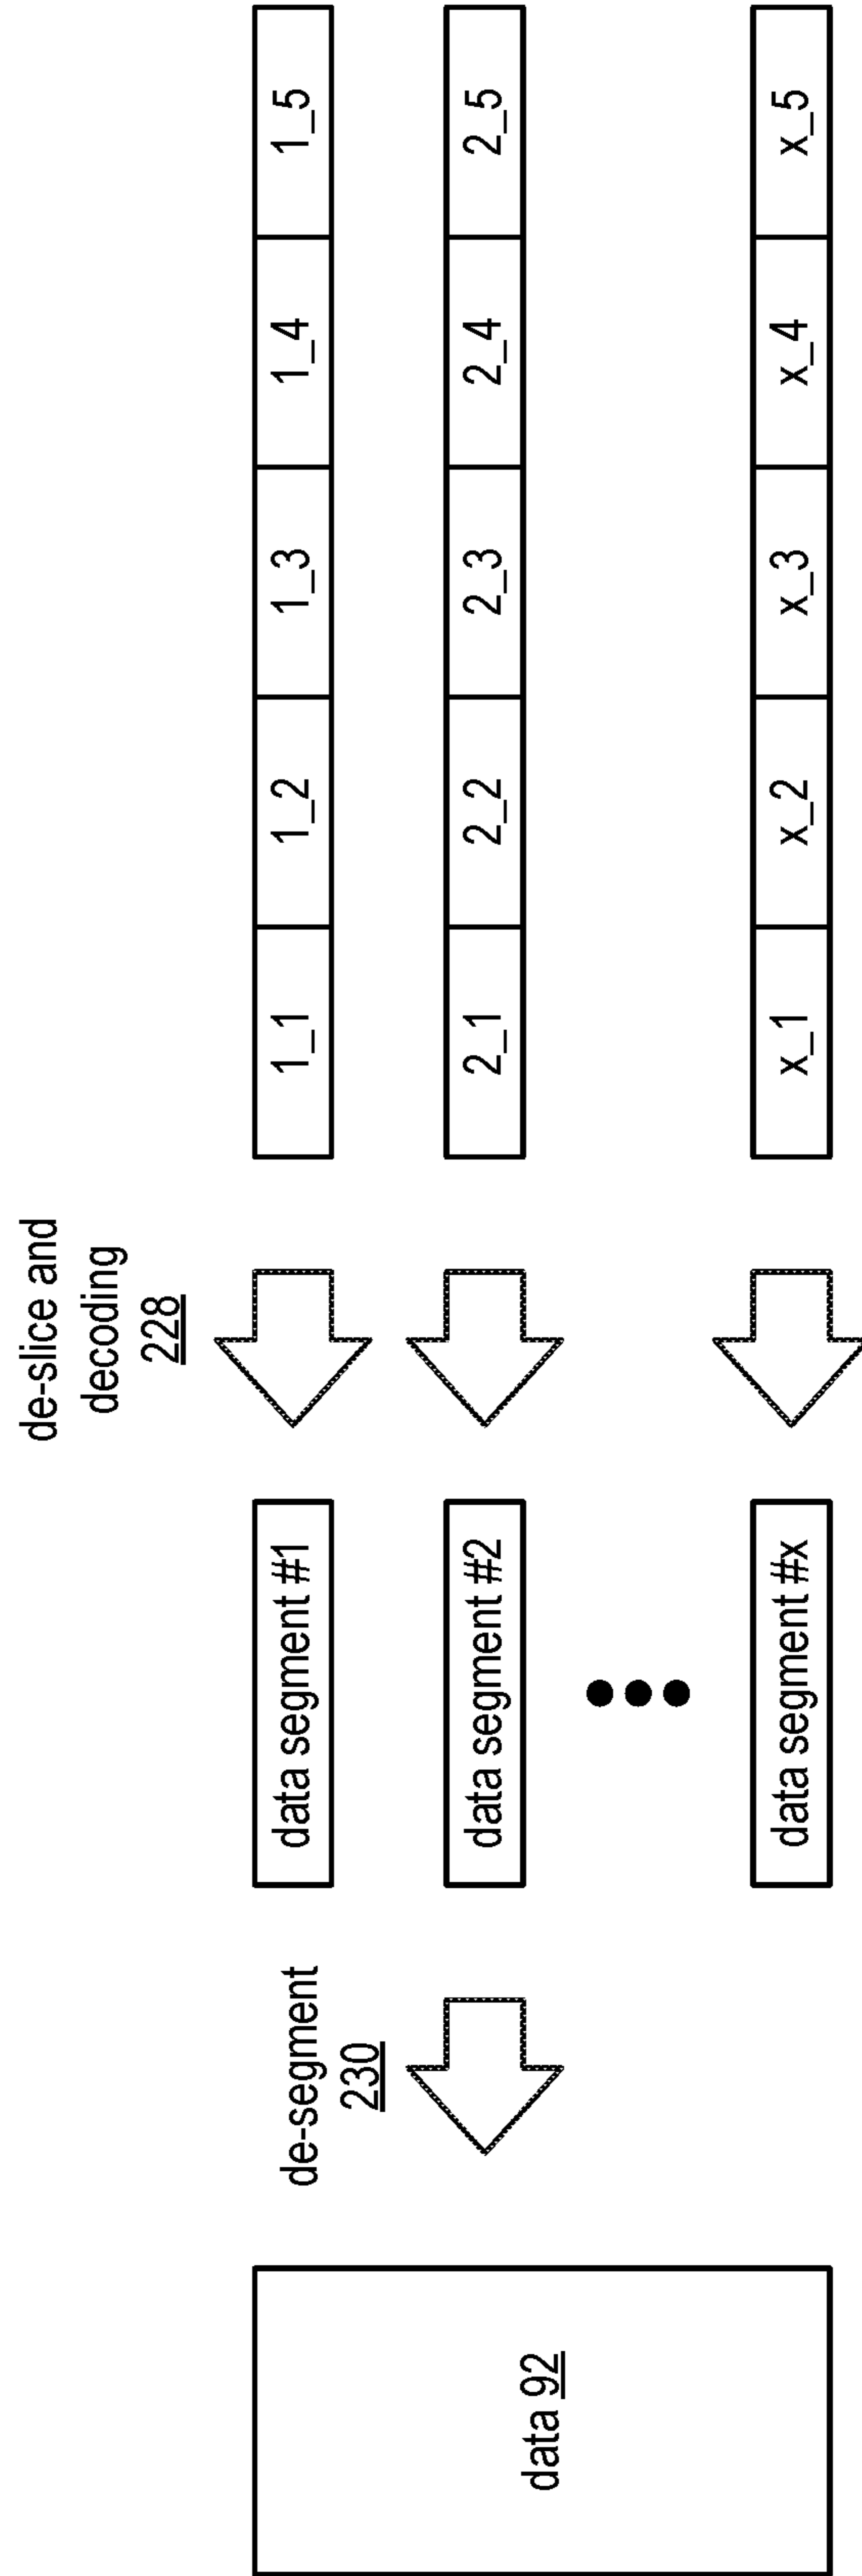 de-slice and
decoding
228
de-segment
230
data 92
data segment #1
1_1
1_2
1_3
1_4
1_5
data segment #2
2_1
2_2
2_3
2_4
2_5
data segment #x
x_1
x_2
x_3
x_4
x_5